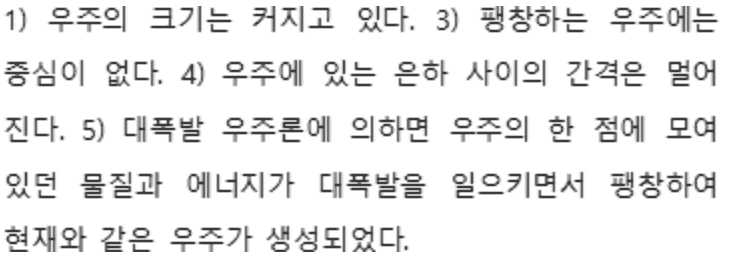 1) 우주의 크기는 커지고 있다. 3) 팽창하는 우주에는
중심이 없다. 4) 우주에 있는 은하 사이의 간격은 멀어
진다. 5) 대폭발 우주론에 의하면 우주의 한 점에 모여
있던 물질과 에너지가 대폭발을 일으키면서 팽창하여
현재와 같은 우주가 생성되었다.